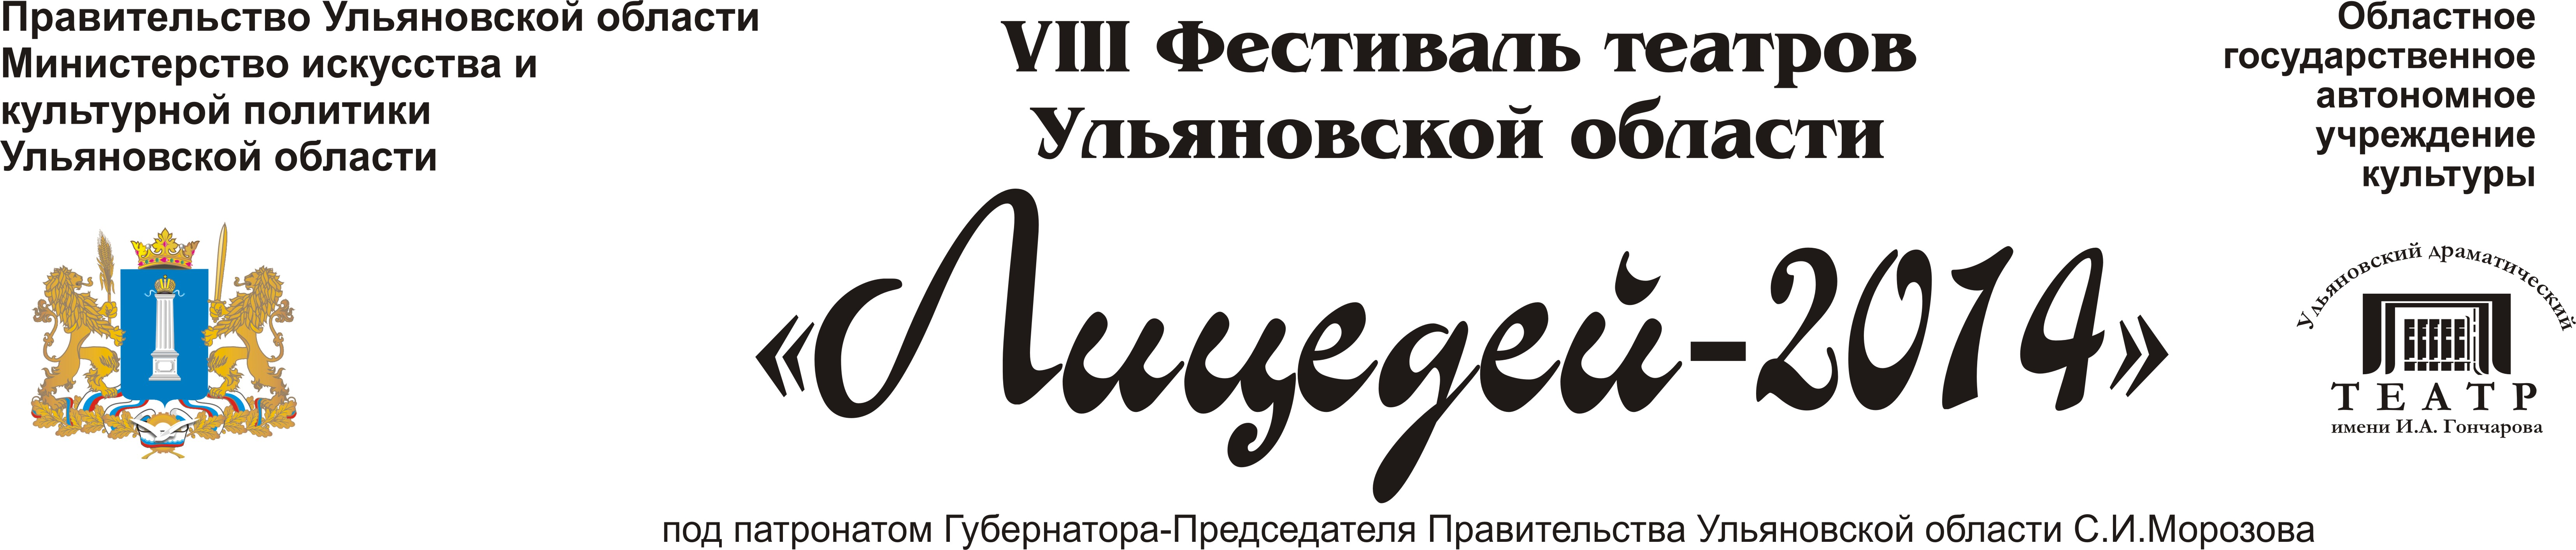 Правительство Ульяновской области
Министерство искусства и
культурной политики
Ульяновской области
VIII Фестиваль театров
Ульяновской области
«Лицедей-2014»
под патронатом Губернатора-Председателя Правительства Ульяновской области С.И.Морозова
Областное
государственное
автономное
учреждение
культуры
Ульяновский драматический
ТЕАТР
имени И.А. Гончарова